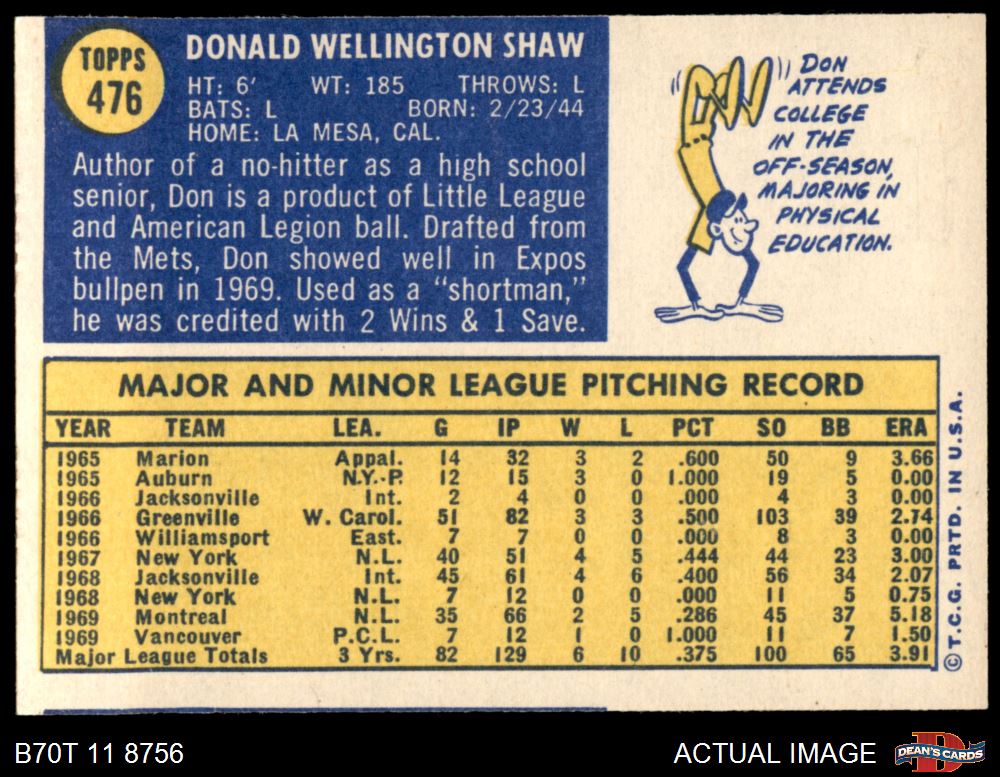 TOPPS
476
DONALD WELLINGTON SHAW
HT: 6' WT: 185 THROWS: L
BATS: L BORN: 2/23/44
HOME: LA MESA, CAL.
Author of a no-hitter as a high school
senior, Don is a product of Little League
and American Legion ball. Drafted from
the Mets, Don showed well in Expos
bullpen in 1969. Used as a "shortman,"
he was credited with 2 Wins & 1 Save.
DON
ATTENDS
COLLEGE
IN THE
OFF-SEASON,
MAJORING IN
PHYSICAL
EDUCATION.
MAJOR AND MINOR LEAGUE PITCHING RECORD
YEAR TEAM LEA. G IP W L PCT SO BB ERA
1965 Marion Appal. 14 32 3 2 .600 50 9 3.66
1965 Auburn N.Y.-P. 12 15 3 0 1.000 19 5 0.00
1966 Jacksonville Int. 2 4 0 0 .000 4 3 0.00
1966 Greenville W. Carol. 51 82 3 3 .500 103 39 2.74
1966 Williamsport East. 7 7 0 0 .000 8 3 0.00
1967 New York N.L. 40 51 4 5 .444 44 23 3.00
1968 Jacksonville Int. 45 61 4 6 .400 56 34 2.07
1968 New York N.L. 7 12 0 0 .000 11 5 0.75
1969 Montreal N.L. 35 66 2 5 .286 45 37 5.18
1969 Vancouver P.C.L. 7 12 1 0 1.000 11 7 1.50
Major League Totals 3 Yrs. 82 129 6 10 .375 100 65 3.91
© T.C.G. PRTD. IN U.S.A.
B70T 11 8756
ACTUAL IMAGE
DEAN'S CARDS